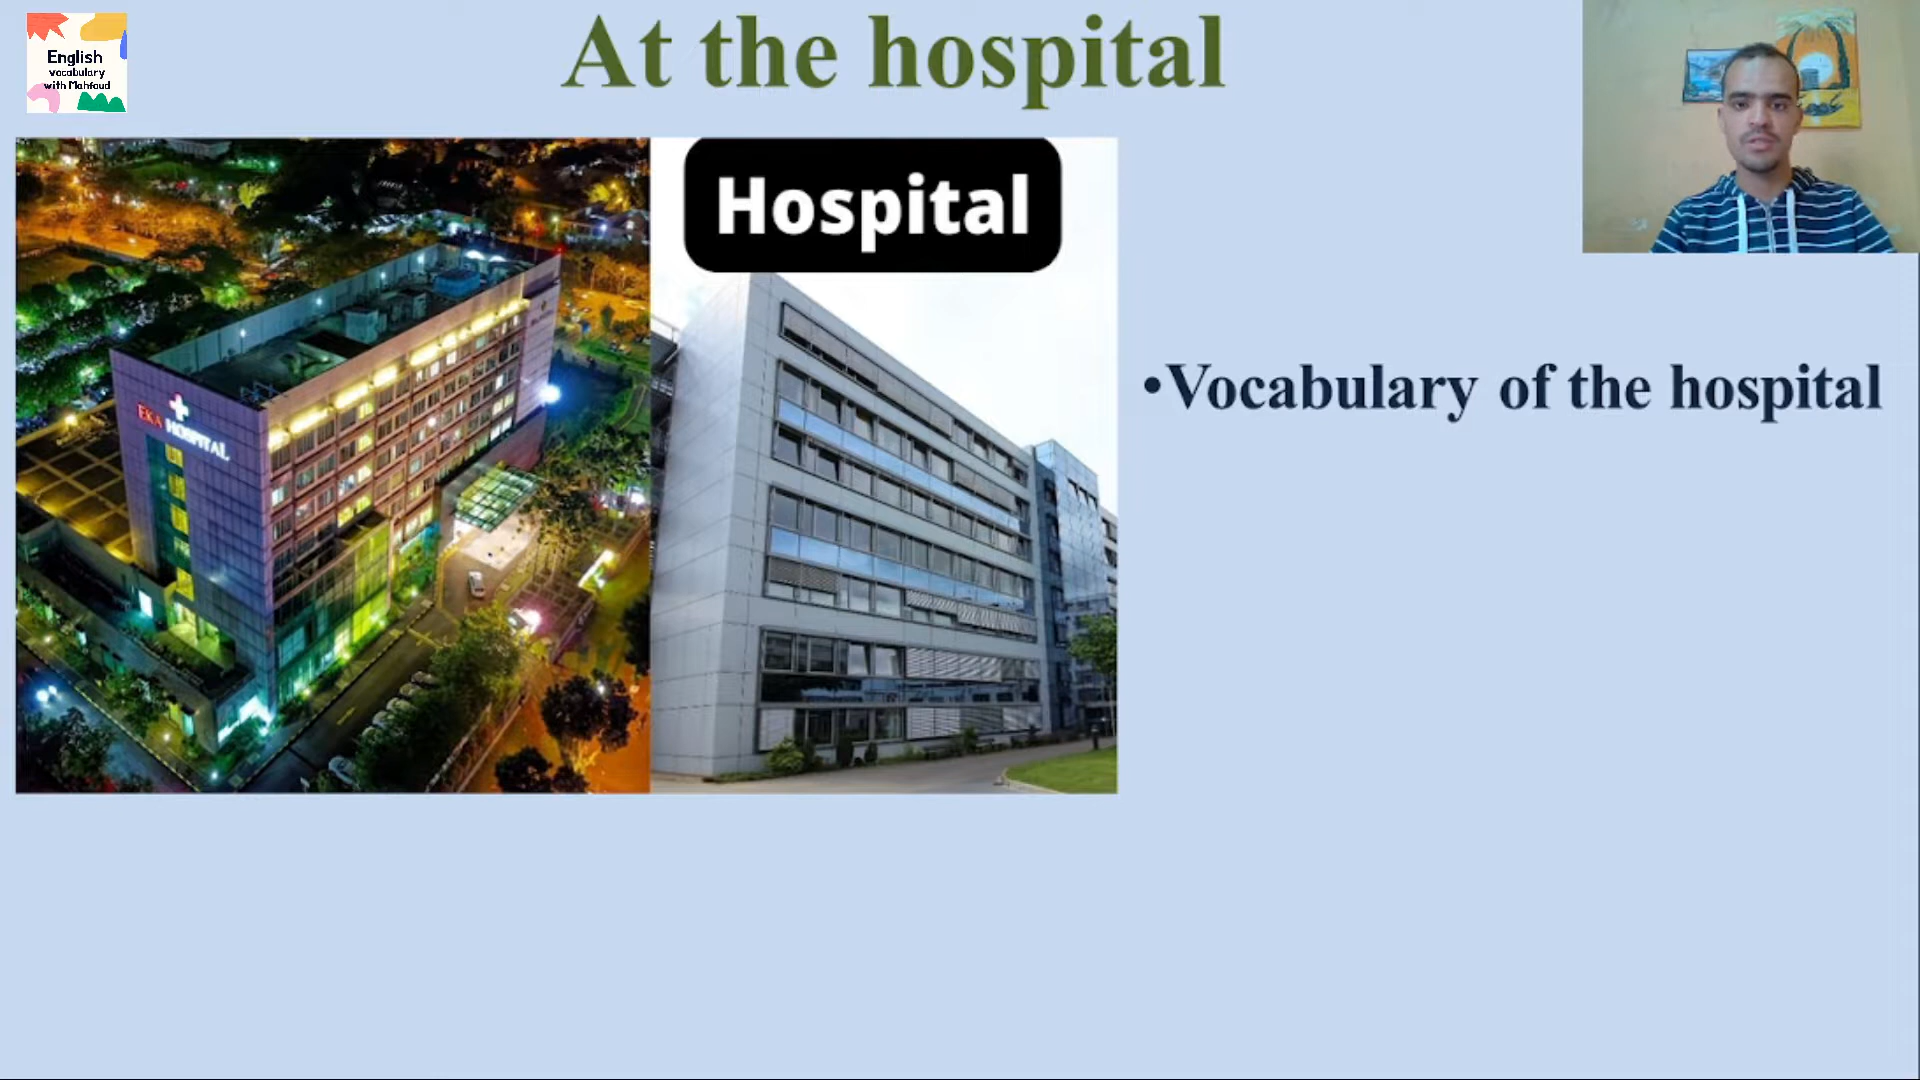 English
vocabulary
with Mahfoud
At the hospital
Hospital
EKA HOSPITAL
•Vocabulary of the hospital